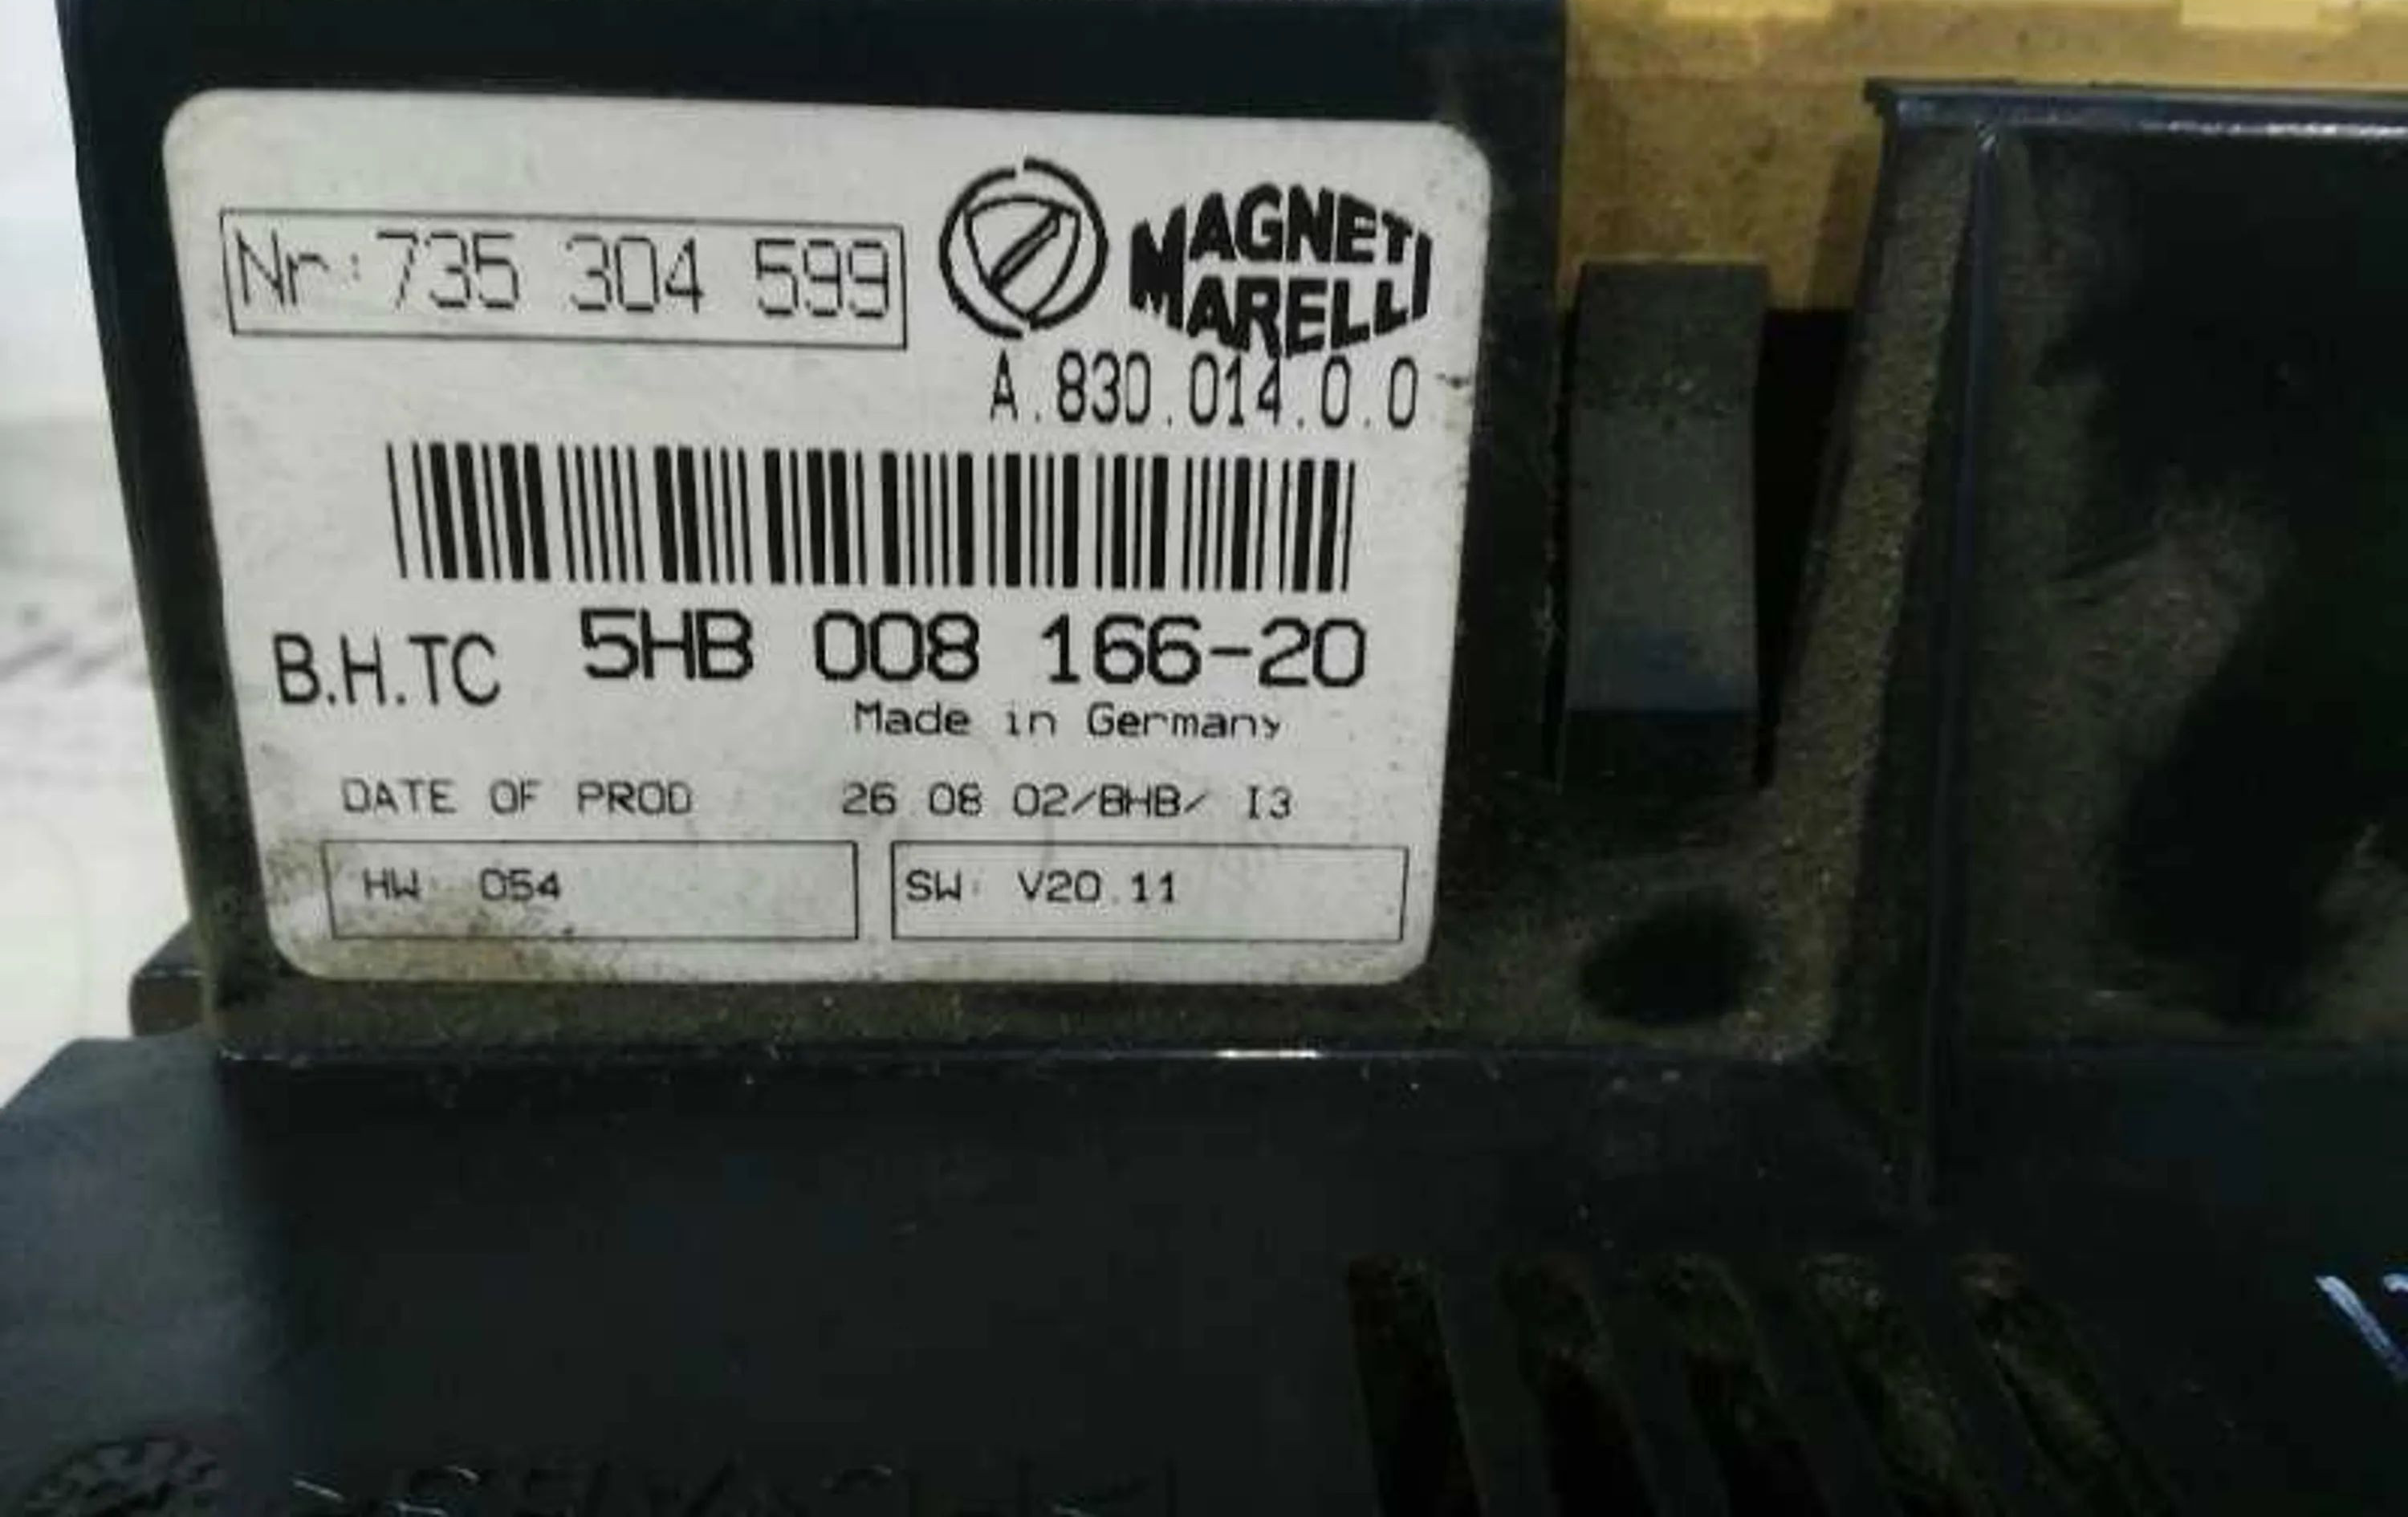 Nr: 735 304 599
MAGNETI
MARELLI
A.830.014.0.0
B.H.TC 5HB 008 166-20
Made in Germany
DATE OF PROD 26 08 02/BHB/ I3
HW: 054
SW: V20.11